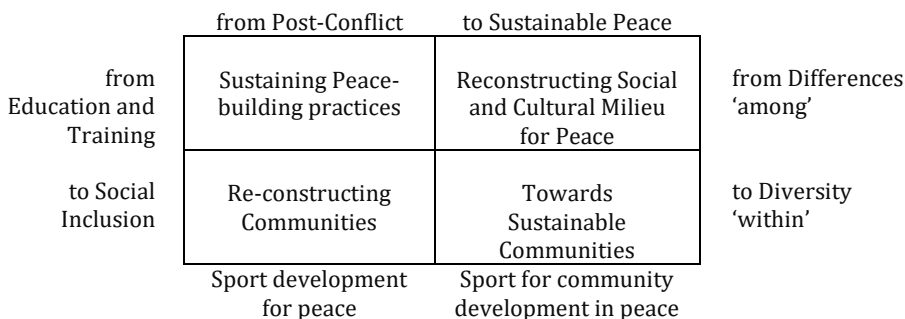 from Post-Conflict
to Sustainable Peace
from
Education and
Training
Sustaining Peace-
building practices
Reconstructing Social
and Cultural Milieu
for Peace
from Differences
‘among’
to Social
Inclusion
Re-constructing
Communities
Towards
Sustainable
Communities
to Diversity
‘within’
Sport development
for peace
Sport for community
development in peace